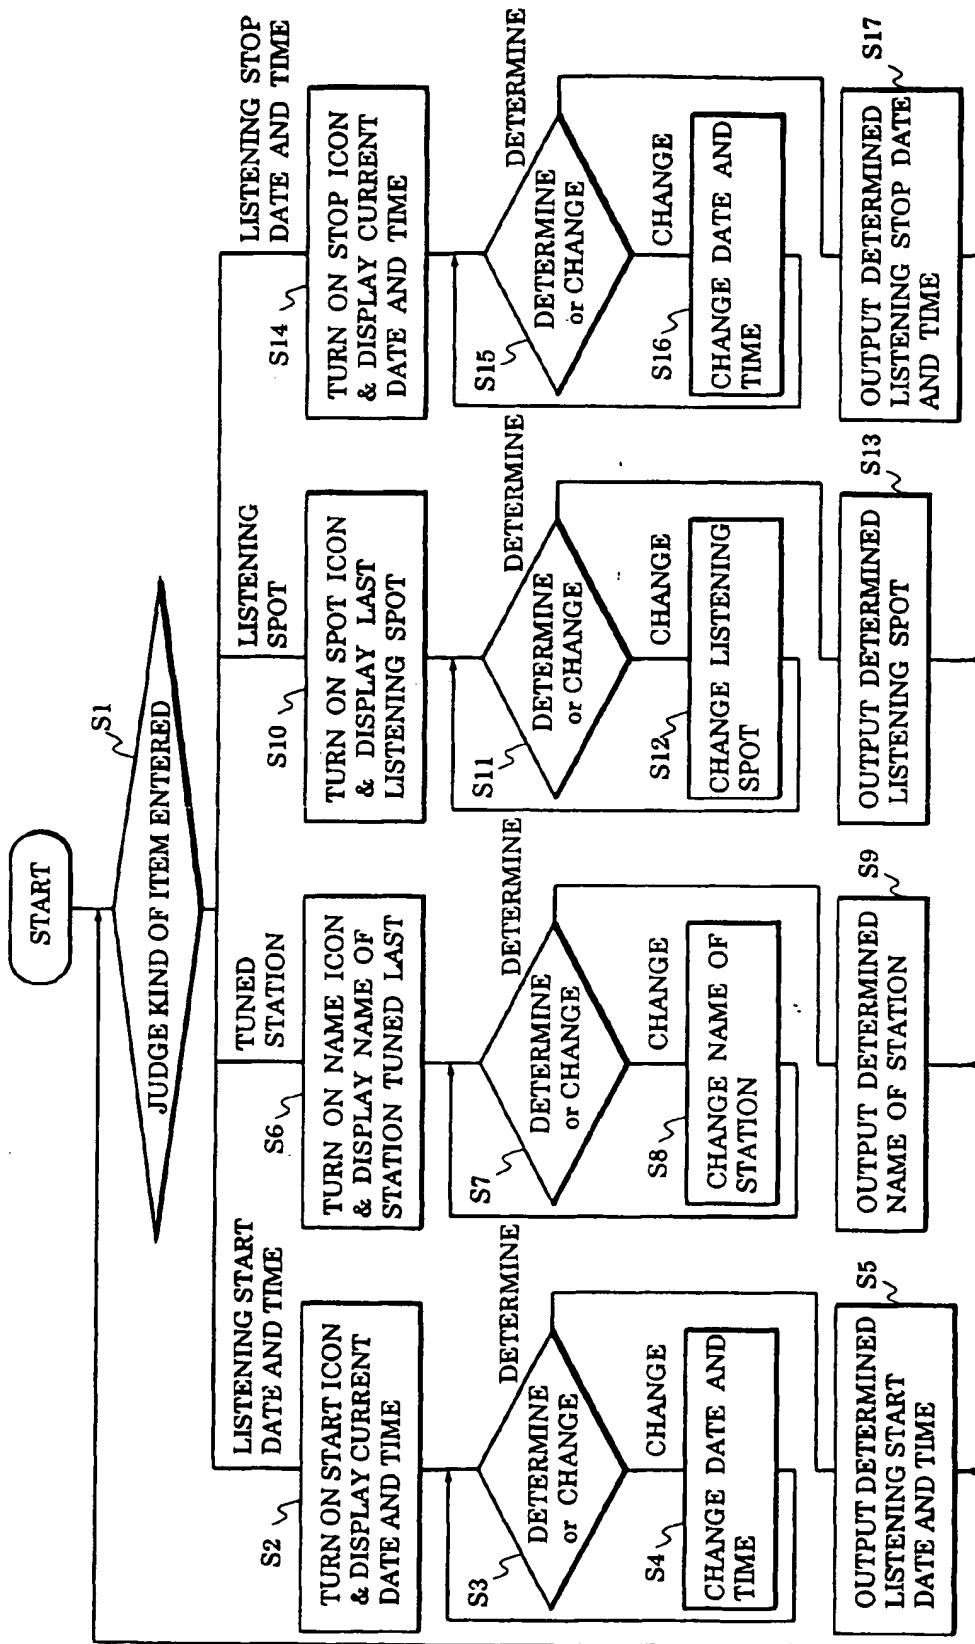 START
S1
JUDGE KIND OF ITEM ENTERED
LISTENING START
DATE AND TIME
S2
TURN ON START ICON
& DISPLAY CURRENT
DATE AND TIME
S3
DETERMINE
or CHANGE
DETERMINE
CHANGE
S4
CHANGE DATE AND
TIME
S5
OUTPUT DETERMINED
LISTENING START
DATE AND TIME
TUNED
STATION
S6
TURN ON NAME ICON
& DISPLAY NAME OF
STATION TUNED LAST
S7
DETERMINE
or CHANGE
DETERMINE
CHANGE
S8
CHANGE NAME OF
STATION
S9
OUTPUT DETERMINED
NAME OF STATION
LISTENING
SPOT
S10
TURN ON SPOT ICON
& DISPLAY LAST
LISTENING SPOT
S11
DETERMINE
or CHANGE
DETERMINE
CHANGE
S12
CHANGE LISTENING
SPOT
S13
OUTPUT DETERMINED
LISTENING SPOT
LISTENING STOP
DATE AND TIME
S14
TURN ON STOP ICON
& DISPLAY CURRENT
DATE AND TIME
S15
DETERMINE
or CHANGE
DETERMINE
CHANGE
S16
CHANGE DATE AND
TIME
S17
OUTPUT DETERMINED
LISTENING STOP DATE
AND TIME